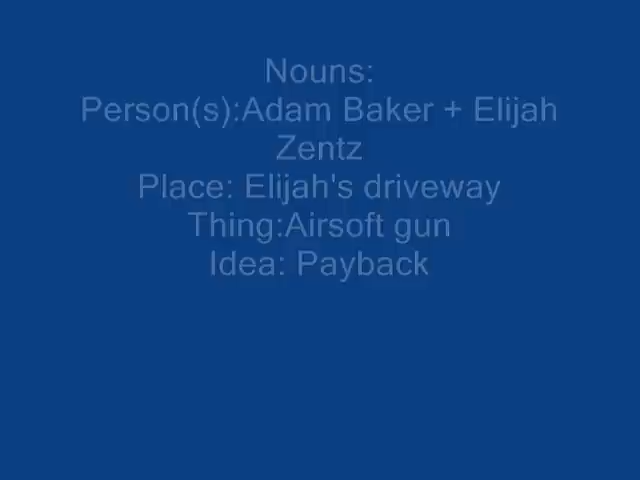 Nouns:
Person(s):Adam Baker + Elijah
Zentz
Place: Elijah's driveway
Thing:Airsoft gun
Idea: Payback